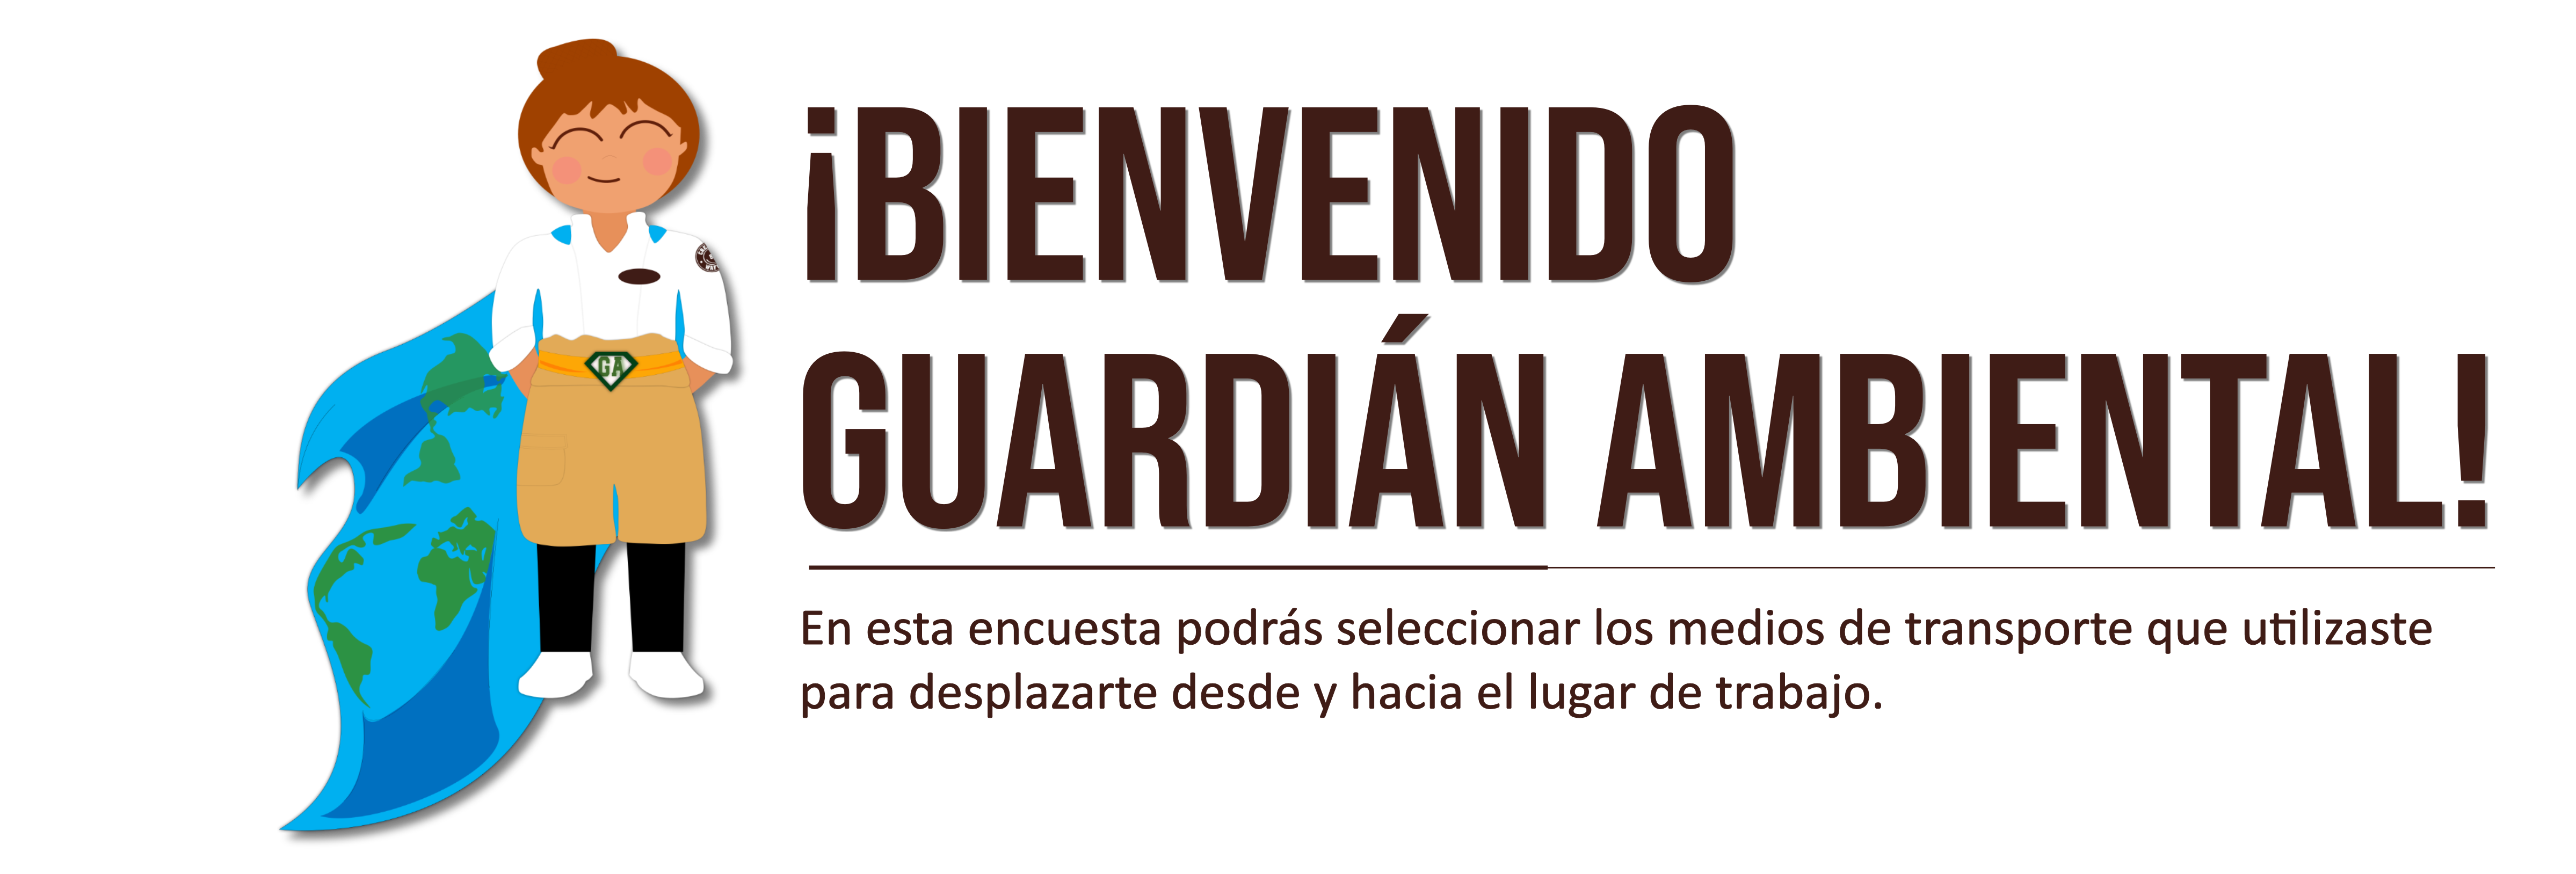 ¡BIENVENIDO
GUARDIÁN AMBIENTAL!
En esta encuesta podrás seleccionar los medios de transporte que utilizaste
para desplazarte desde y hacia el lugar de trabajo.
GA